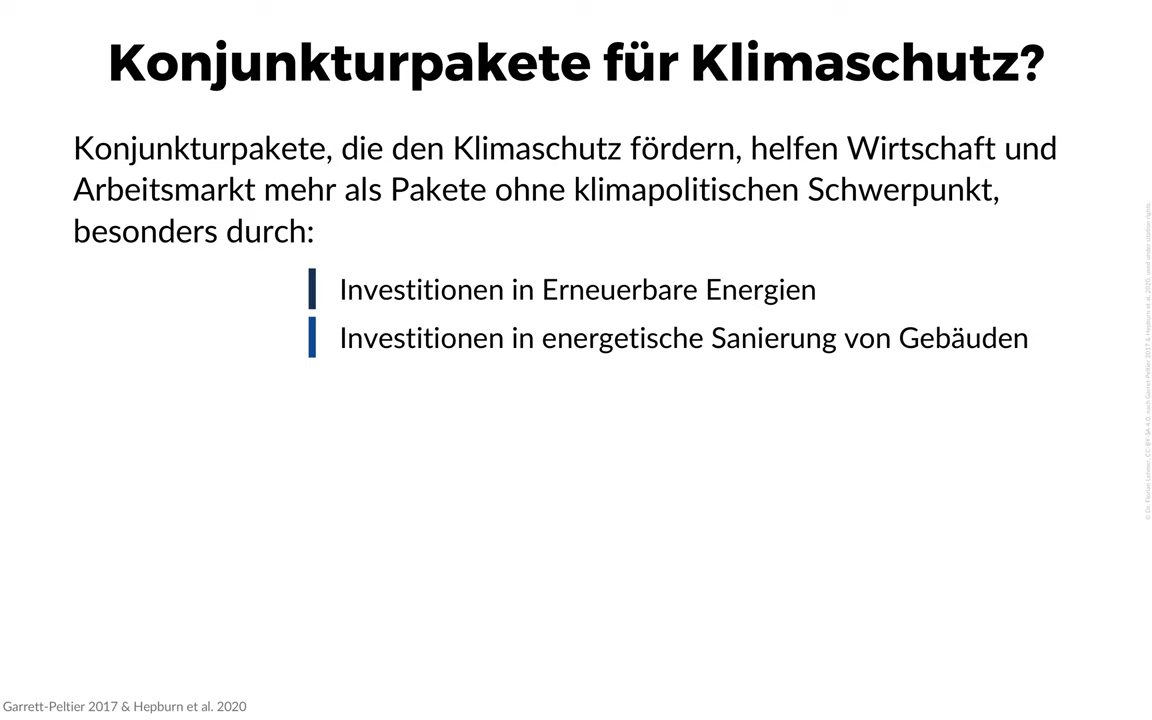 Konjunkturpakete für Klimaschutz?
Konjunkturpakete, die den Klimaschutz fördern, helfen Wirtschaft und
Arbeitsmarkt mehr als Pakete ohne klimapolitischen Schwerpunkt,
besonders durch:
Investitionen in Erneuerbare Energien
Investitionen in energetische Sanierung von Gebäuden
Garrett-Peltier 2017 & Hepburn et al. 2020